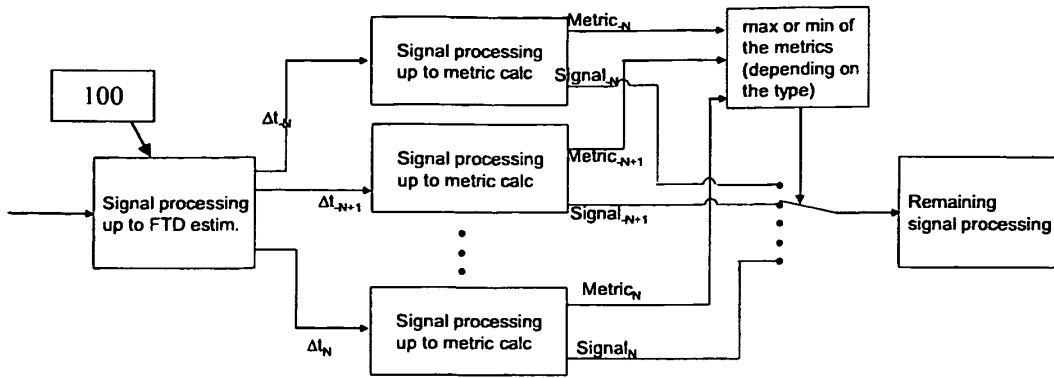 100
Signal processing
up to FTD estim.
Δt-N
Δt-N+1
ΔtN
Signal processing
up to metric calc
Metric-N
Signal-N
Signal processing
up to metric calc
Metric-N+1
Signal-N+1
Signal processing
up to metric calc
MetricN
SignalN
max or min of
the metrics
(depending on
the type)
Remaining
signal processing